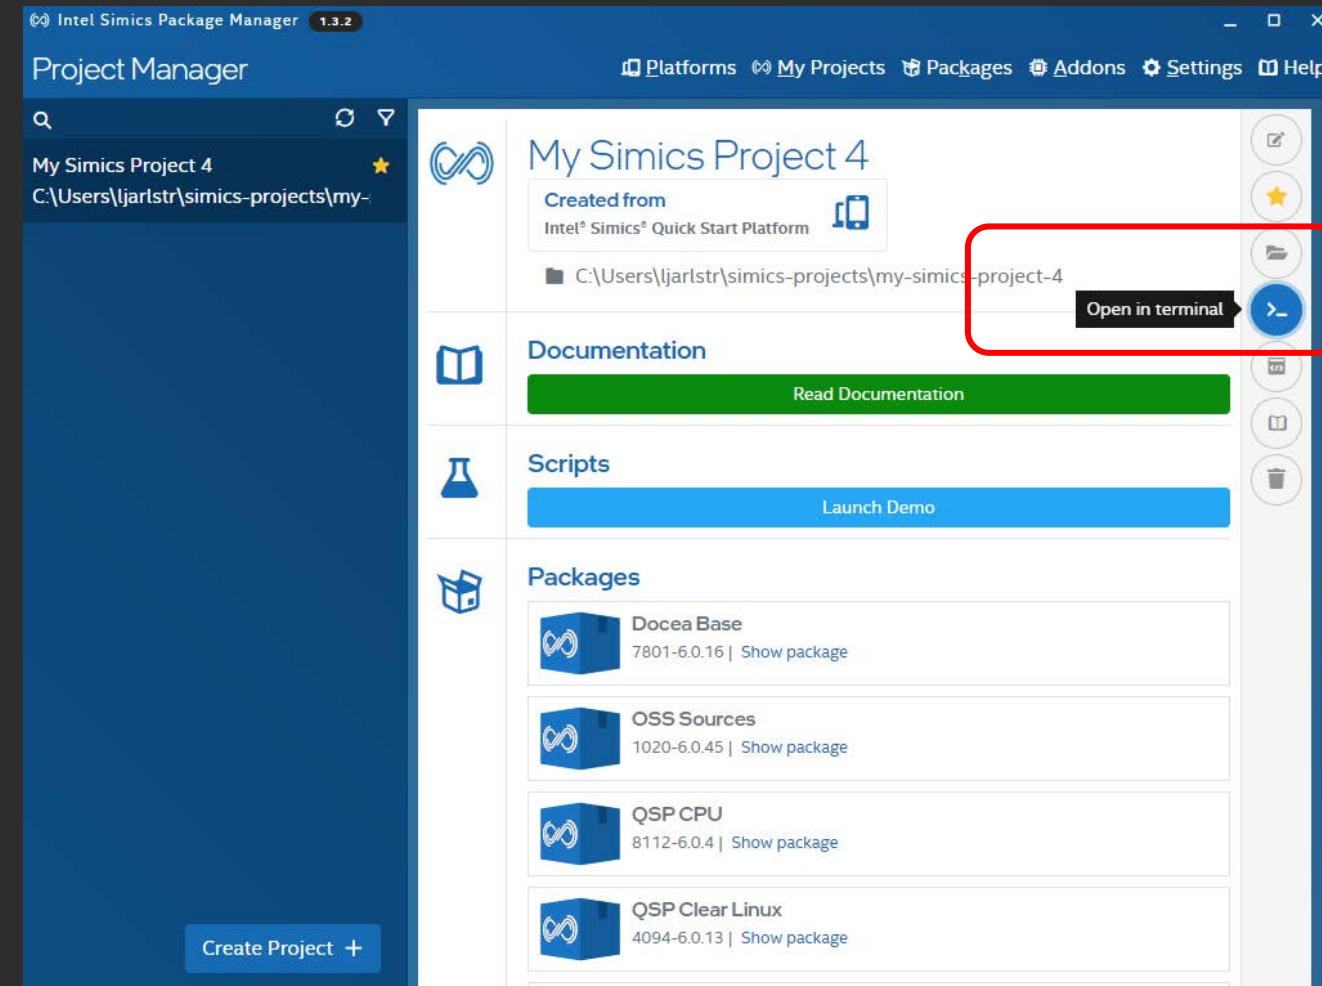 Intel Simics Package Manager 1.3.2
Project Manager
Platforms My Projects Packages Addons Settings Help
My Simics Project 4
C:\Users\ljarlstr\simics-projects\my-
My Simics Project 4
Created from
Intel® Simics® Quick Start Platform
C:\Users\ljarlstr\simics-projects\my-simics-project-4
Open in terminal
Documentation
Read Documentation
Scripts
Launch Demo
Packages
Docea Base
7801-6.0.16 | Show package
OSS Sources
1020-6.0.45 | Show package
QSP CPU
8112-6.0.4 | Show package
QSP Clear Linux
4094-6.0.13 | Show package
Create Project +